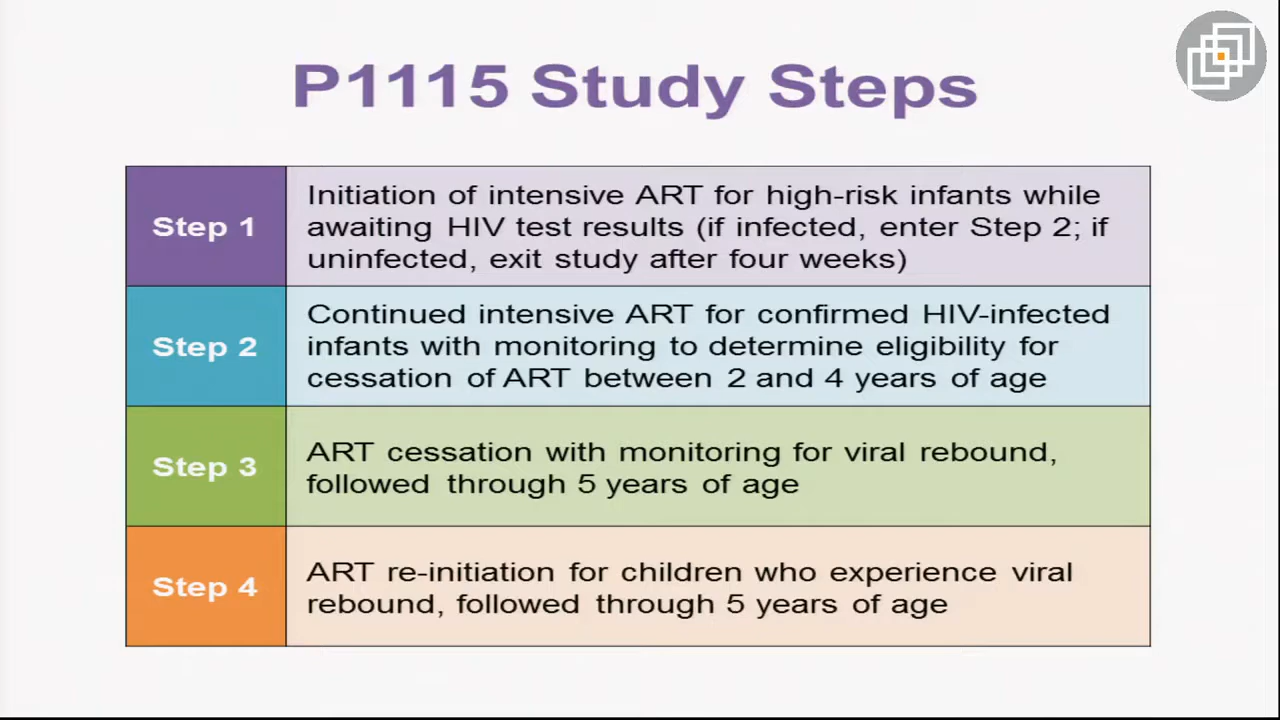 P1115 Study Steps
Step 1
Initiation of intensive ART for high-risk infants while
awaiting HIV test results (if infected, enter Step 2; if
uninfected, exit study after four weeks)
Step 2
Continued intensive ART for confirmed HIV-infected
infants with monitoring to determine eligibility for
cessation of ART between 2 and 4 years of age
Step 3
ART cessation with monitoring for viral rebound,
followed through 5 years of age
Step 4
ART re-initiation for children who experience viral
rebound, followed through 5 years of age